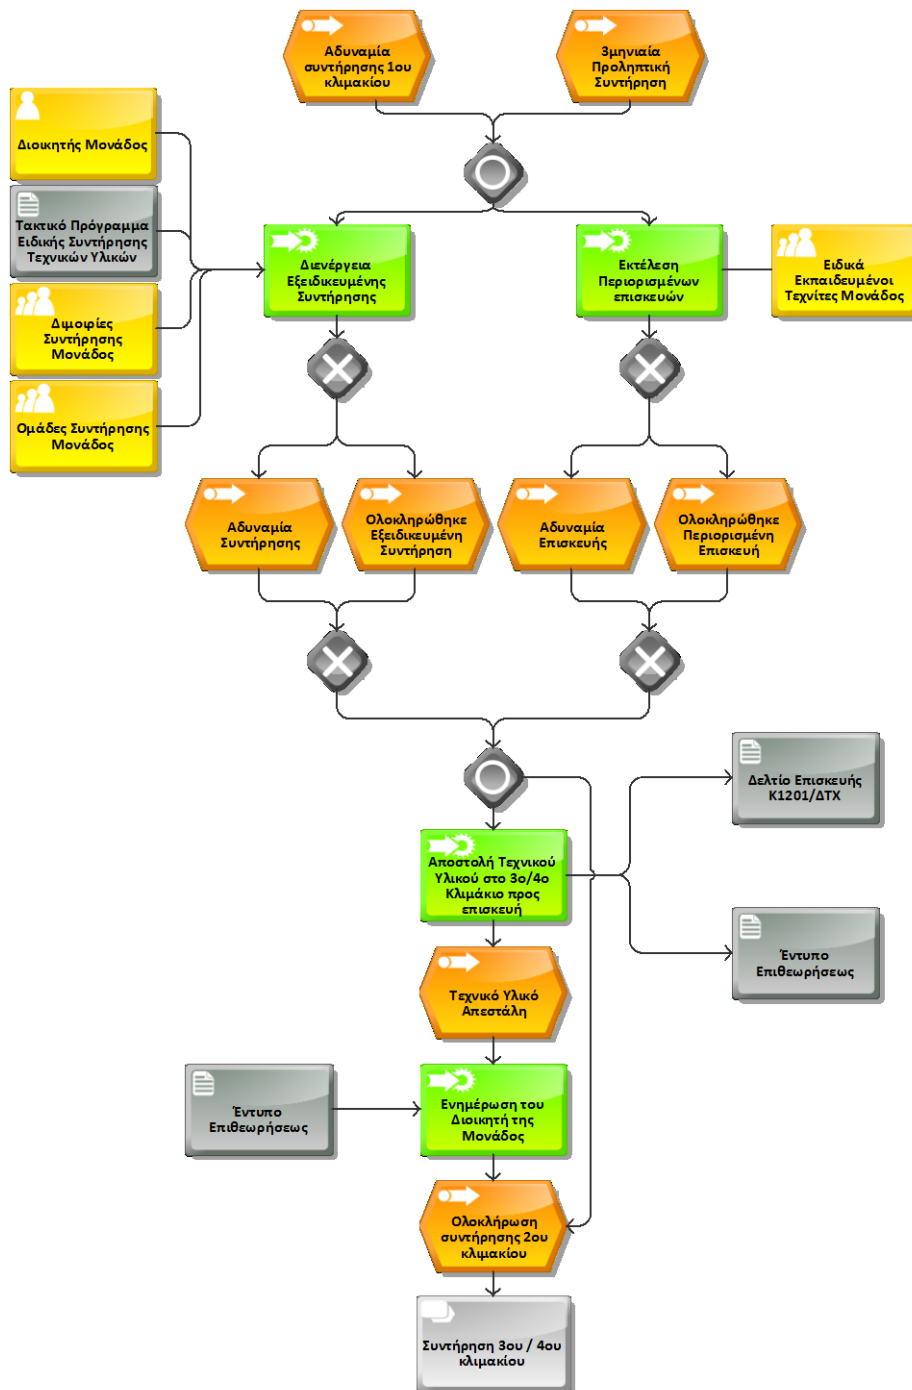 Αδυναμία
συντήρησης 1ου
κλιμακίου
3μηνιαία
Προληπτική
Συντήρηση
Διοικητής Μονάδος
Τακτικό Πρόγραμμα
Ειδικής Συντήρησης
Τεχνικών Υλικών
Διμοιρίες
Συντήρησης
Μονάδος
Ομάδες Συντήρησης
Μονάδος
Διενέργεια
Εξειδικευμένης
Συντήρησης
Εκτέλεση
Περιορισμένων
επισκευών
Ειδικά
Εκπαιδευμένοι
Τεχνίτες Μονάδος
Αδυναμία
Συντήρησης
Ολοκληρώθηκε
Εξειδικευμένη
Συντήρηση
Αδυναμία
Επισκευής
Ολοκληρώθηκε
Περιορισμένη
Επισκευή
Δελτίο Επισκευής
Κ1201/ΔΤΧ
Αποστολή Τεχνικού
Υλικού στο 3ο/4ο
Κλιμάκιο προς
επισκευή
Έντυπο
Επιθεωρήσεως
Τεχνικό Υλικό
Απεστάλη
Έντυπο
Επιθεωρήσεως
Ενημέρωση του
Διοικητή της
Μονάδος
Ολοκλήρωση
συντήρησης 2ου
κλιμακίου
Συντήρηση 3ου / 4ου
κλιμακίου